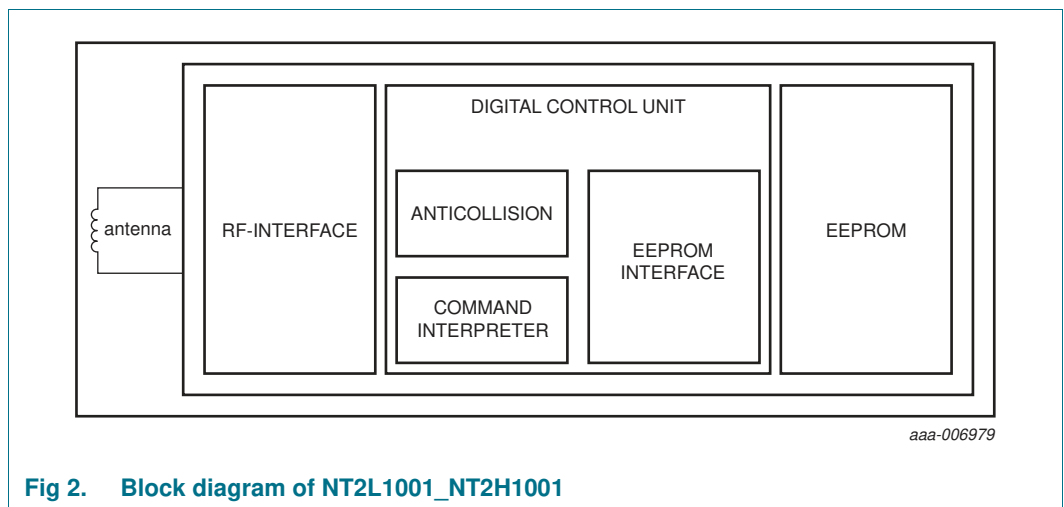 DIGITAL CONTROL UNIT
antenna
RF-INTERFACE
ANTICOLLISION
COMMAND
INTERPRETER
EEPROM
INTERFACE
EEPROM
aaa-006979
Fig 2. Block diagram of NT2L1001_NT2H1001